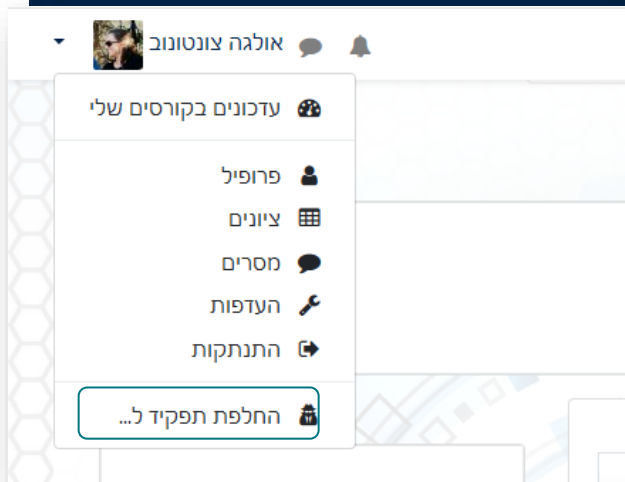 אולגה צונטונוב
עדכונים בקורסים שלי
פרופיל
ציונים
מסרים
העדפות
התנתקות
החלפת תפקיד ל...